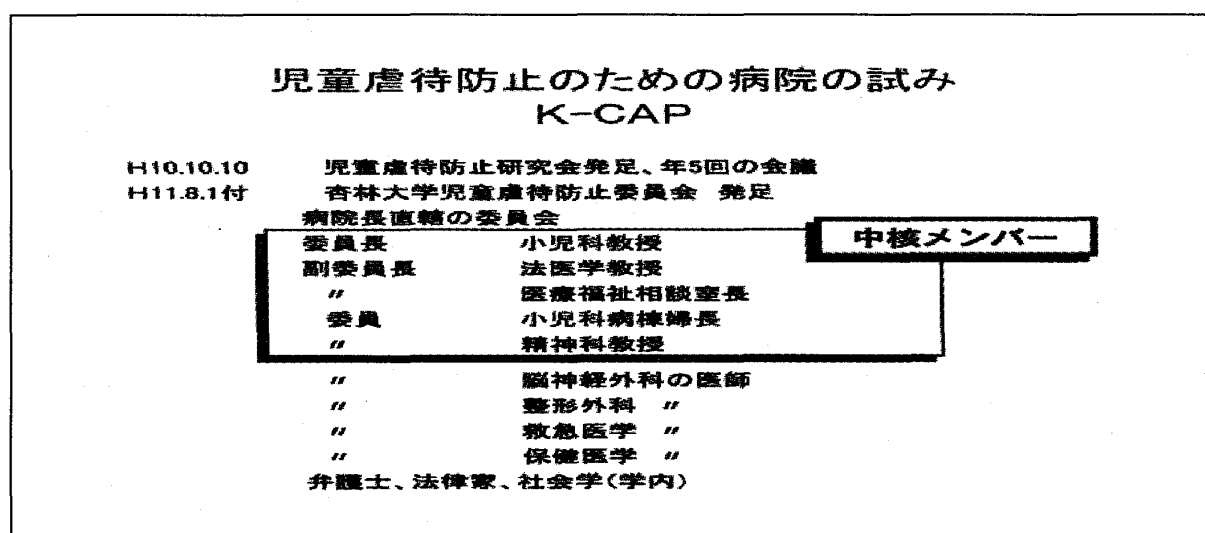 児童虐待防止のための病院の試み
K-CAP
H10.10.10 児童虐待防止研究会発足、年5回の会議
H11.8.1付 杏林大学児童虐待防止委員会 発足
病院長直轄の委員会
中核メンバー
委員長 小児科教授
副委員長 法医学教授
〃 医療福祉相談室長
委員 小児科病棟婦長
〃 精神科教授
〃 脳神経外科の医師
〃 整形外科 〃
〃 救急医学 〃
〃 保健医学 〃
弁護士、法律家、社会学(学内)